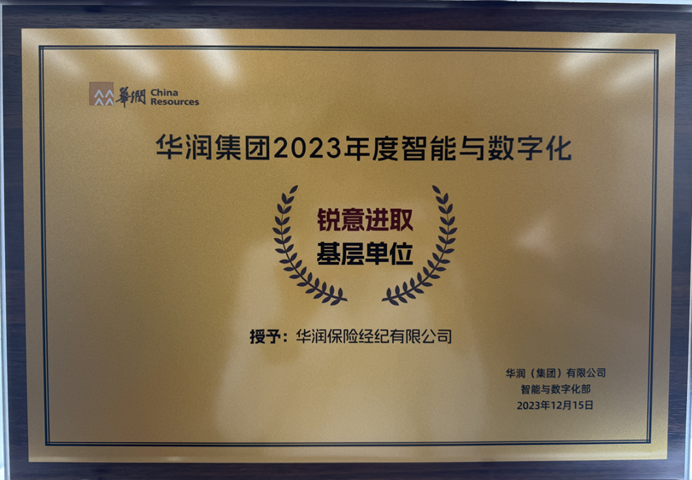 華潤 China
Resources
华润集团2023年度智能与数字化
锐意进取
基层单位
授予：华润保险经纪有限公司
华润（集团）有限公司
智能与数字化部
2023年12月15日